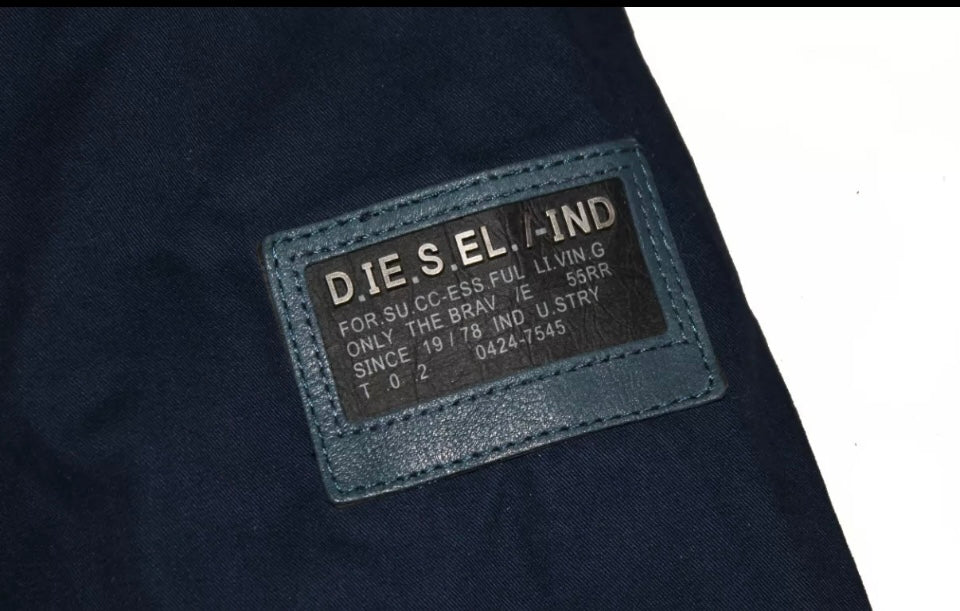 D.IE.S.EL./-IND
FOR.SU.CC-ESS.FUL LI.VIN.G
ONLY THE BRAV /E 55RR
SINCE 19/78 IND U.STRY
T .0 .2 0424-7545